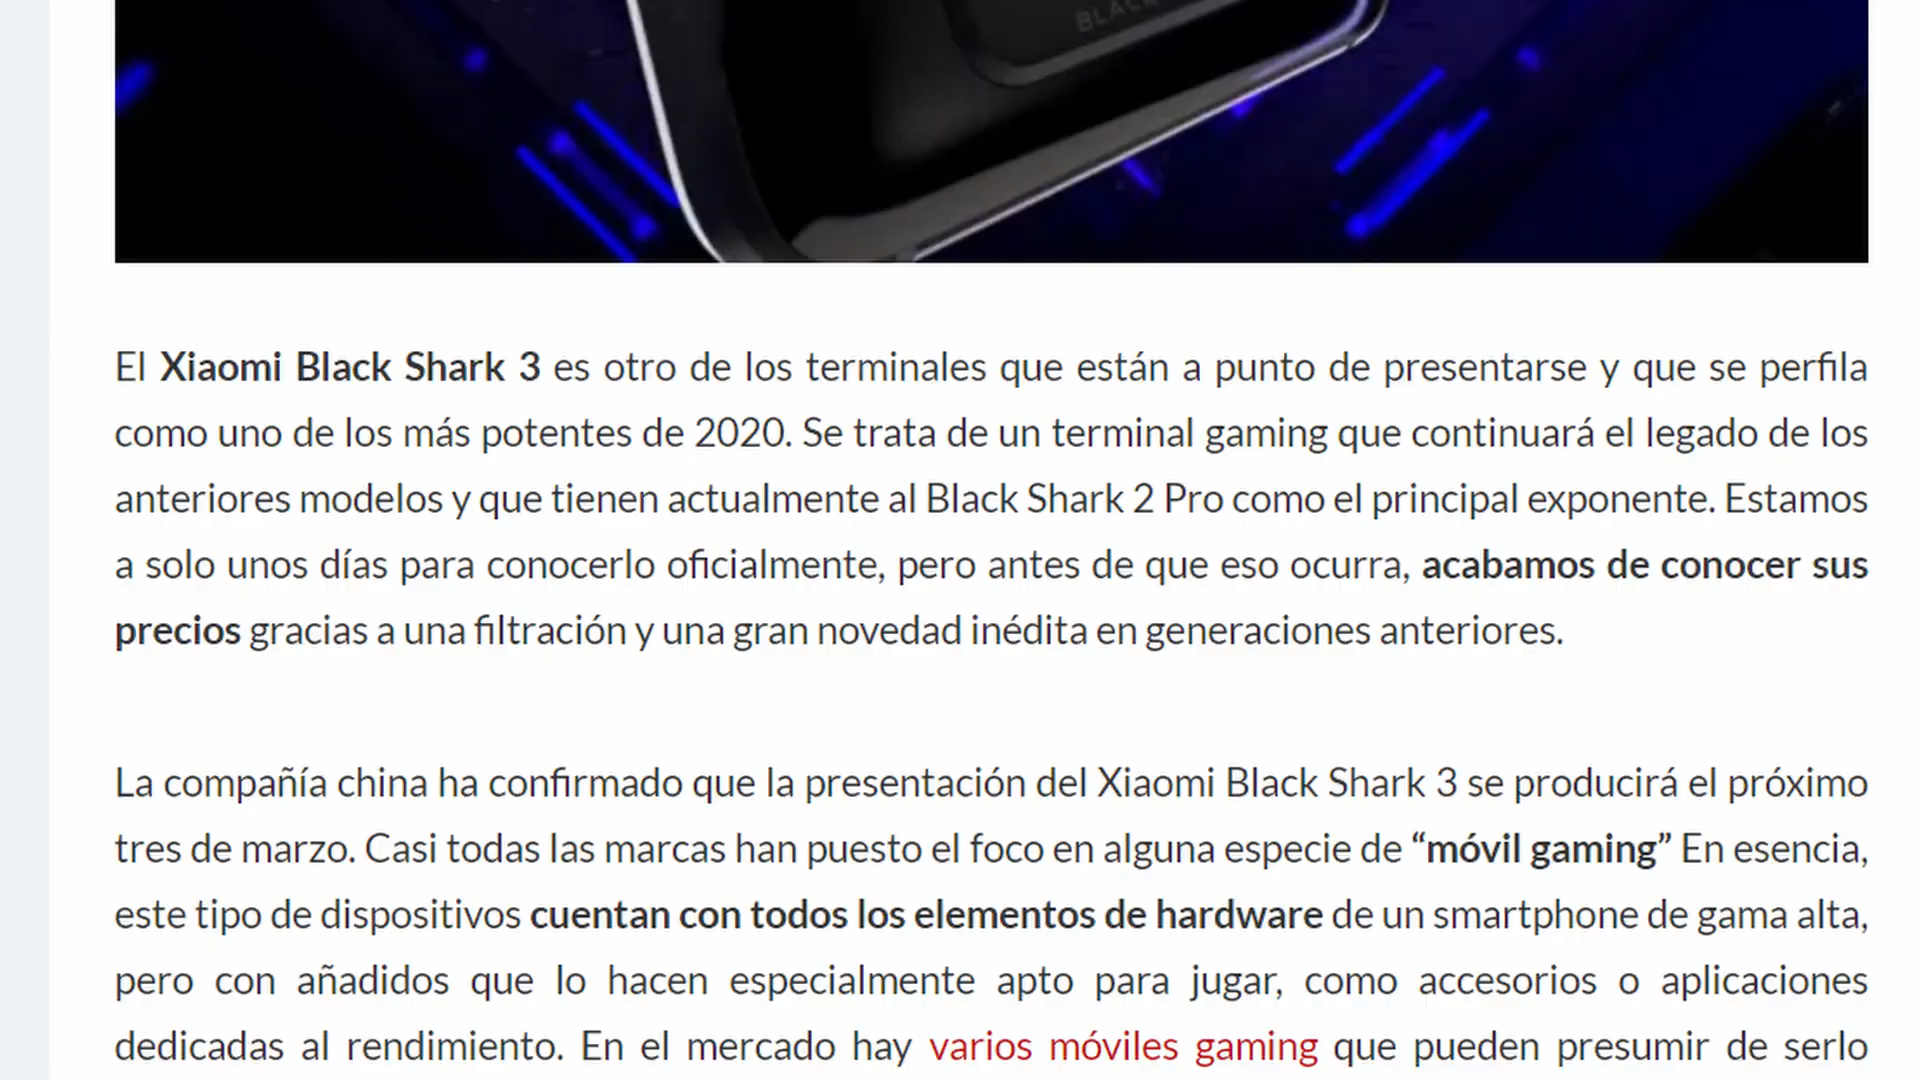 BLAC
El Xiaomi Black Shark 3 es otro de los terminales que están a punto de presentarse y que se perfila
como uno de los más potentes de 2020. Se trata de un terminal gaming que continuará el legado de los
anteriores modelos y que tienen actualmente al Black Shark 2 Pro como el principal exponente. Estamos
a solo unos días para conocerlo oficialmente, pero antes de que eso ocurra, acabamos de conocer sus
precios gracias a una filtración y una gran novedad inédita en generaciones anteriores.
La compañía china ha confirmado que la presentación del Xiaomi Black Shark 3 se producirá el próximo
tres de marzo. Casi todas las marcas han puesto el foco en alguna especie de “móvil gaming” En esencia,
este tipo de dispositivos cuentan con todos los elementos de hardware de un smartphone de gama alta,
pero con añadidos que lo hacen especialmente apto para jugar, como accesorios o aplicaciones
dedicadas al rendimiento. En el mercado hay varios móviles gaming que pueden presumir de serlo